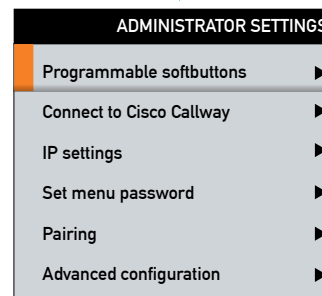 ADMINISTRATOR SETTINGS
Programmable softbuttons
Connect to Cisco Callway
IP settings
Set menu password
Pairing
Advanced configuration